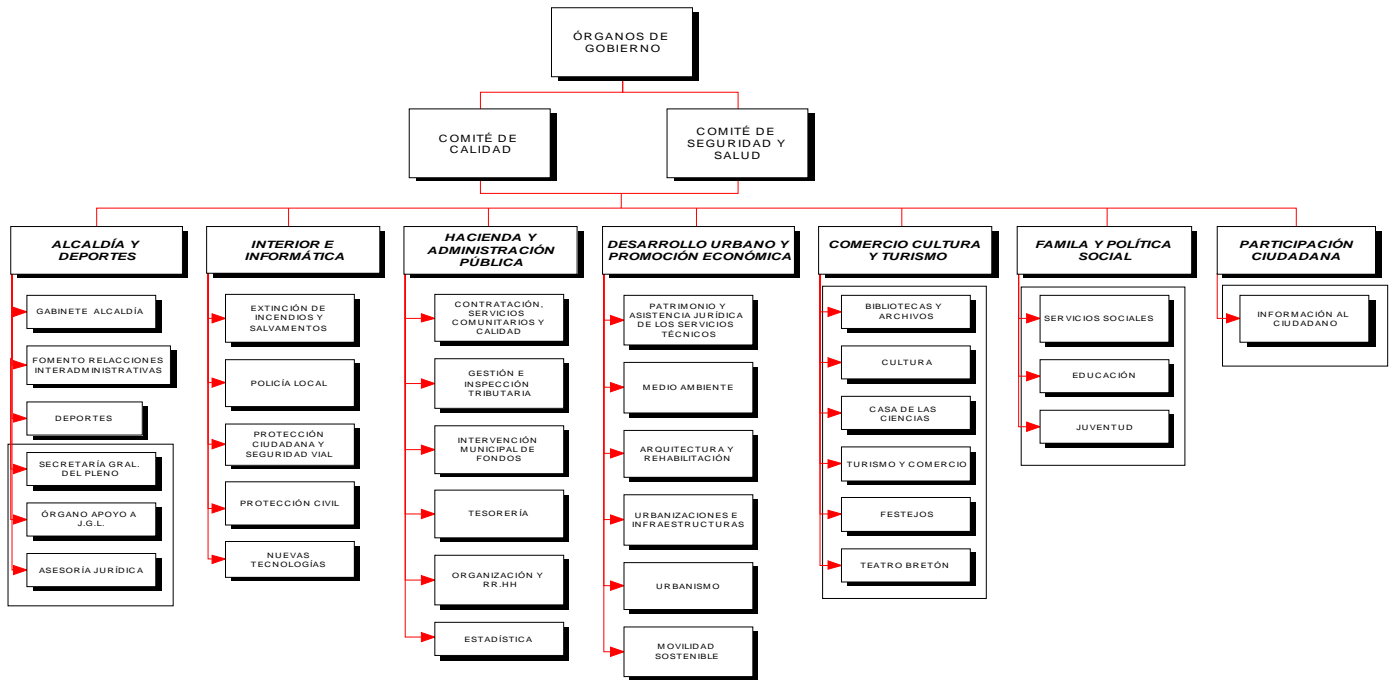 ÓRGANOS DE
GOBIERNO
COMITÉ DE
CALIDAD
COMITÉ DE
SEGURIDAD Y
SALUD
ALCALDÍA Y
DEPORTES
GABINETE ALCALDÍA
FOMENTO RELACCIONES
INTERADMINISTRATIVAS
DEPORTES
SECRETARÍA GRAL.
DEL PLENO
ÓRGANO APOYO A
J.G.L.
ASESORÍA JURÍDICA
INTERIOR E
INFORMÁTICA
EXTINCIÓN DE
INCENDIOS Y
SALVAMENTOS
POLICÍA LOCAL
PROTECCIÓN
CIUDADANA Y
SEGURIDAD VIAL
PROTECCIÓN CIVIL
NUEVAS
TECNOLOGÍAS
HACIENDA Y
ADMINISTRACIÓN
PÚBLICA
CONTRATACIÓN,
SERVICIOS
COMUNITARIOS Y
CALIDAD
GESTIÓN E
INSPECCIÓN
TRIBUTARIA
INTERVENCIÓN
MUNICIPAL DE
FONDOS
TESORERÍA
ORGANIZACIÓN Y
RR.HH
ESTADÍSTICA
DESARROLLO URBANO Y
PROMOCIÓN ECONÓMICA
PATRIMONIO Y
ASISTENCIA JURÍDICA
DE LOS SERVICIOS
TÉCNICOS
MEDIO AMBIENTE
ARQUITECTURA Y
REHABILITACIÓN
URBANIZACIONES E
INFRAESTRUCTURAS
URBANISMO
MOVILIDAD
SOSTENIBLE
COMERCIO CULTURA
Y TURISMO
BIBLIOTECAS Y
ARCHIVOS
CULTURA
CASA DE LAS
CIENCIAS
TURISMO Y COMERCIO
FESTEJOS
TEATRO BRETÓN
FAMILA Y POLÍTICA
SOCIAL
SERVICIOS SOCIALES
EDUCACIÓN
JUVENTUD
PARTICIPACIÓN
CIUDADANA
INFORMACIÓN AL
CIUDADANO